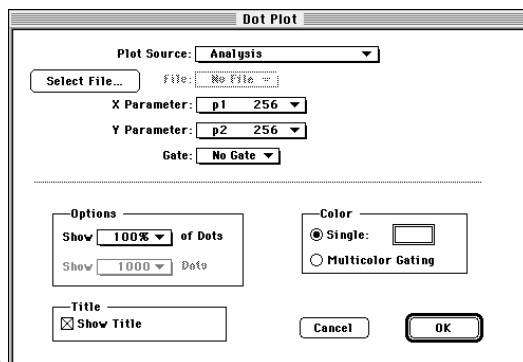 Dot Plot
Plot Source: Analysis
Select File... File: No File
X Parameter: p1 256
Y Parameter: p2 256
Gate: No Gate
Options
Show 100% of Dots
Show 1000 Dots
Color
Single:
Multicolor Gating
Title
Show Title
Cancel
OK